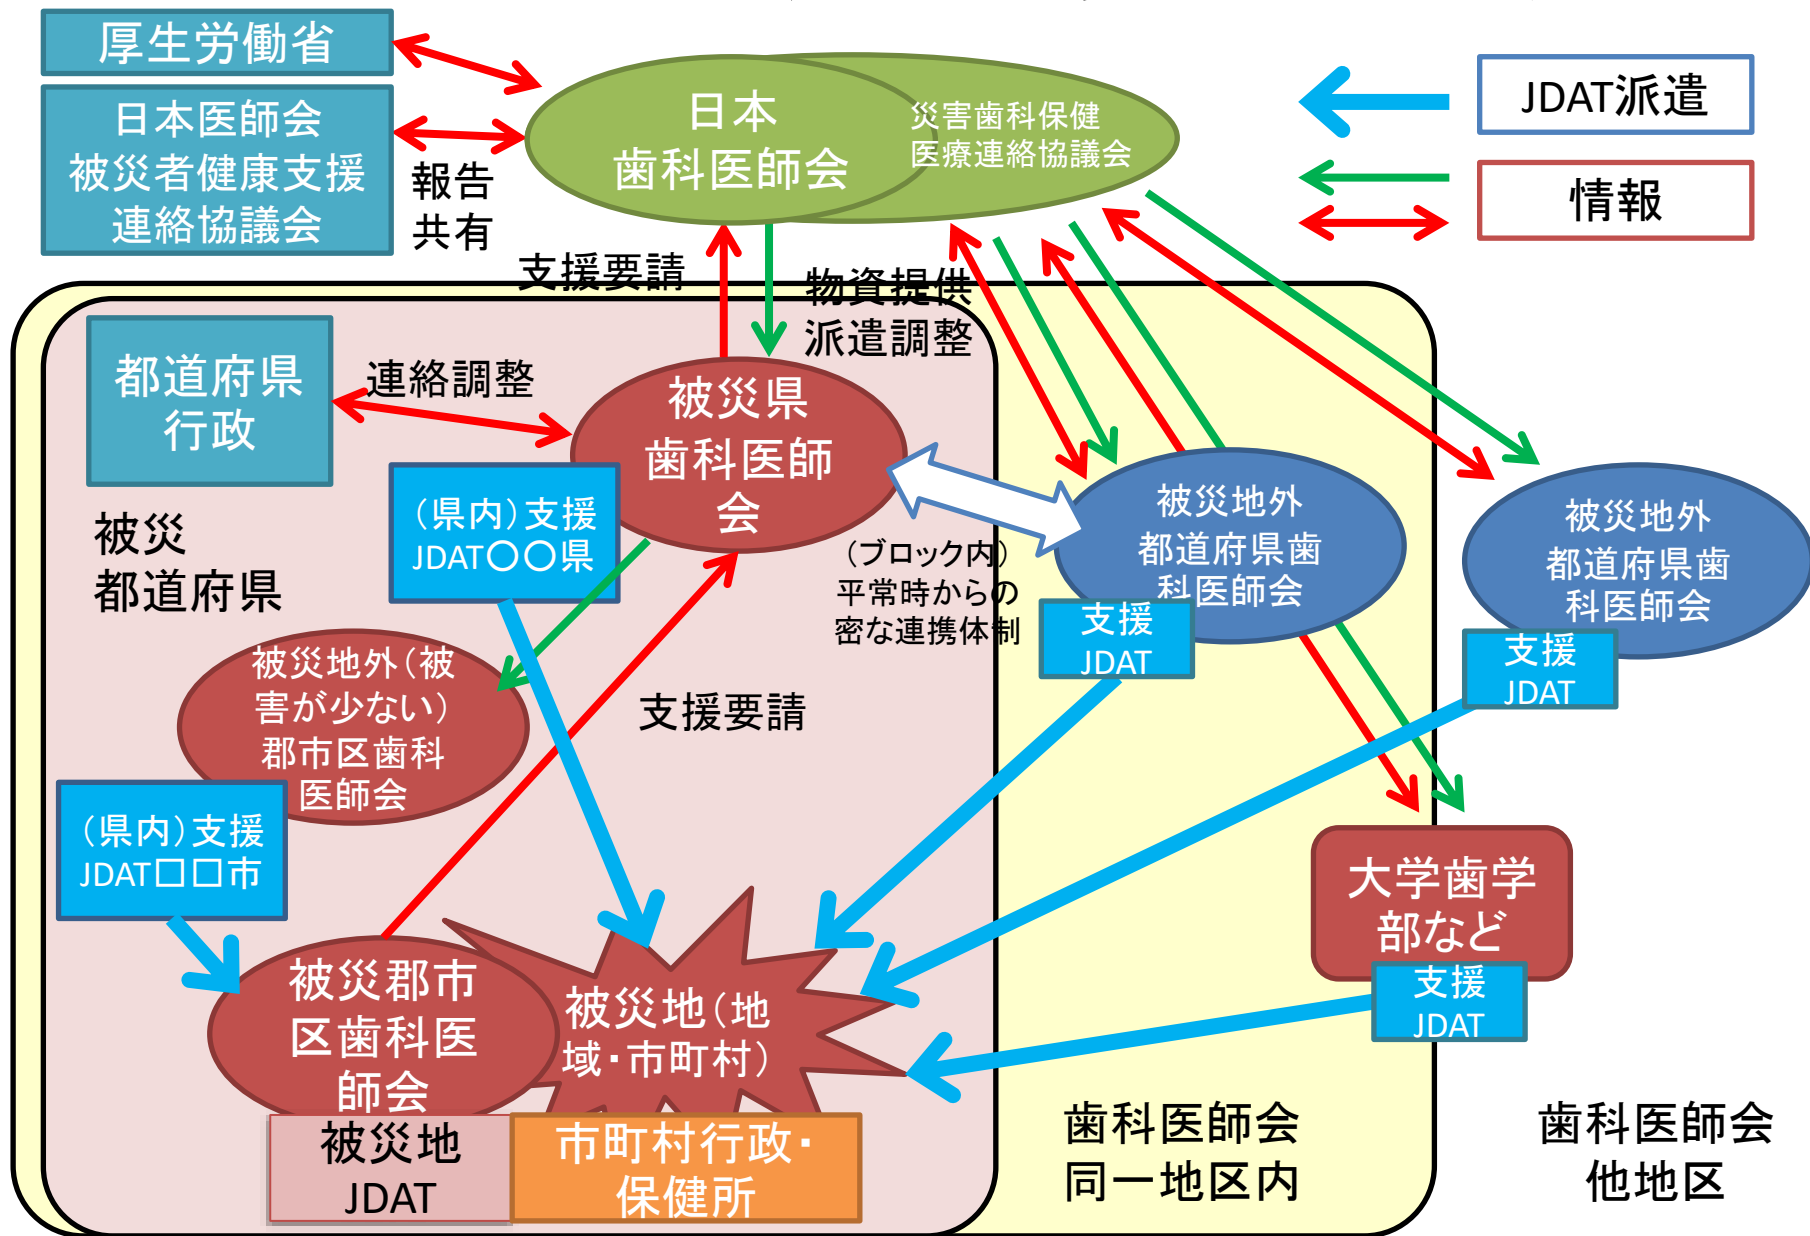 厚生労働省
日本医師会
被災者健康支援
連絡協議会
報告
共有
日本
歯科医師会
災害歯科保健
医療連絡協議会
JDAT派遣
情報
支援要請
物資提供
派遣調整
都道府県
行政
連絡調整
被災県
歯科医師
会
(県内)支援
JDAT〇〇県
被災
都道府県
(ブロック内)
平常時からの
密な連携体制
被災地外
都道府県歯
科医師会
支援
JDAT
被災地外
都道府県歯
科医師会
支援
JDAT
被災地外(被
害が少ない)
郡市区歯科
医師会
支援要請
(県内)支援
JDAT□□市
大学歯学
部など
支援
JDAT
被災郡市
区歯科医
師会
被災地(地
域・市町村)
被災地
JDAT
市町村行政・
保健所
歯科医師会
同一地区内
歯科医師会
他地区